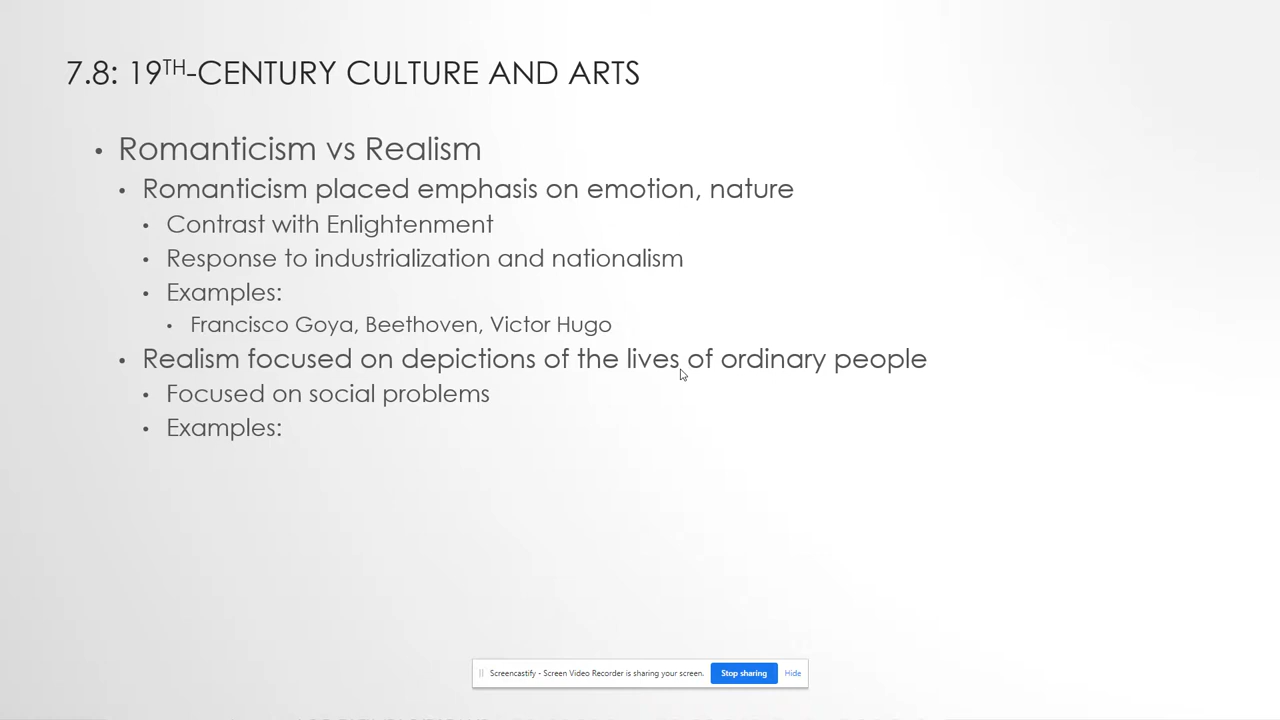 7.8: 19TH-CENTURY CULTURE AND ARTS
• Romanticism vs Realism
• Romanticism placed emphasis on emotion, nature
• Contrast with Enlightenment
• Response to industrialization and nationalism
• Examples:
• Francisco Goya, Beethoven, Victor Hugo
• Realism focused on depictions of the lives of ordinary people
• Focused on social problems
• Examples:
Screencastify - Screen Video Recorder is sharing your screen. Stop sharing Hide